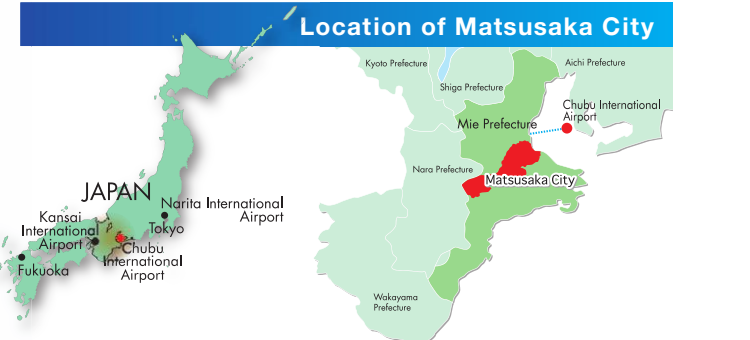 Location of Matsusaka City
JAPAN
Narita International
Airport
Kansai
International
Airport
Tokyo
Chubu
International
Airport
Fukuoka
Kyoto Prefecture
Shiga Prefecture
Aichi Prefecture
Chubu International
Airport
Mie Prefecture
Nara Prefecture
Matsusaka City
Wakayama
Prefecture